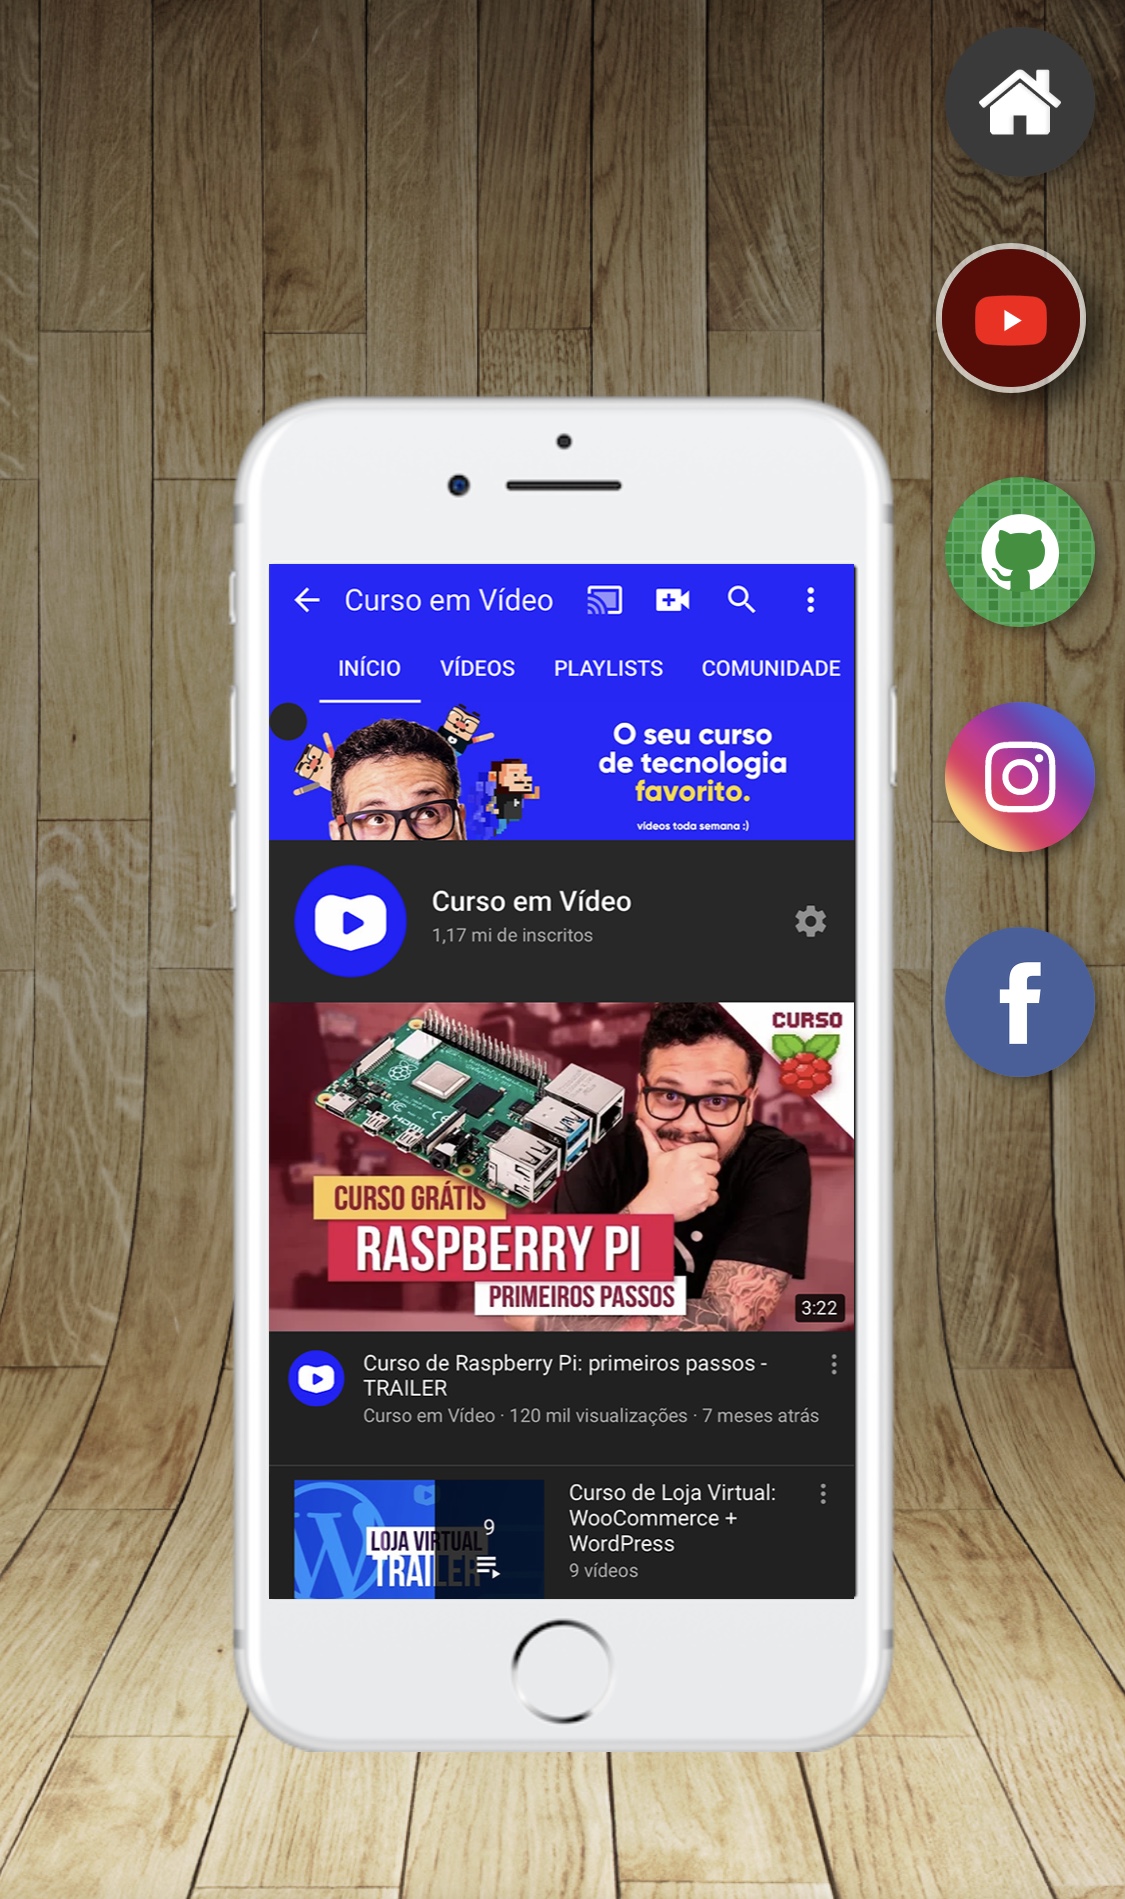 Curso em Vídeo
INÍCIO VÍDEOS PLAYLISTS COMUNIDADE
O seu curso
de tecnologia
favorito.
vídeos toda semana :)
Curso em Vídeo
1,17 mi de inscritos
CURSO
CURSO GRÁTIS
RASPBERRY PI
PRIMEIROS PASSOS
3:22
Curso de Raspberry Pi: primeiros passos -
TRAILER
Curso em Vídeo · 120 mil visualizações · 7 meses atrás
LOJA VIRTUAL
TRAILER
9
Curso de Loja Virtual:
WooCommerce +
WordPress
9 vídeos